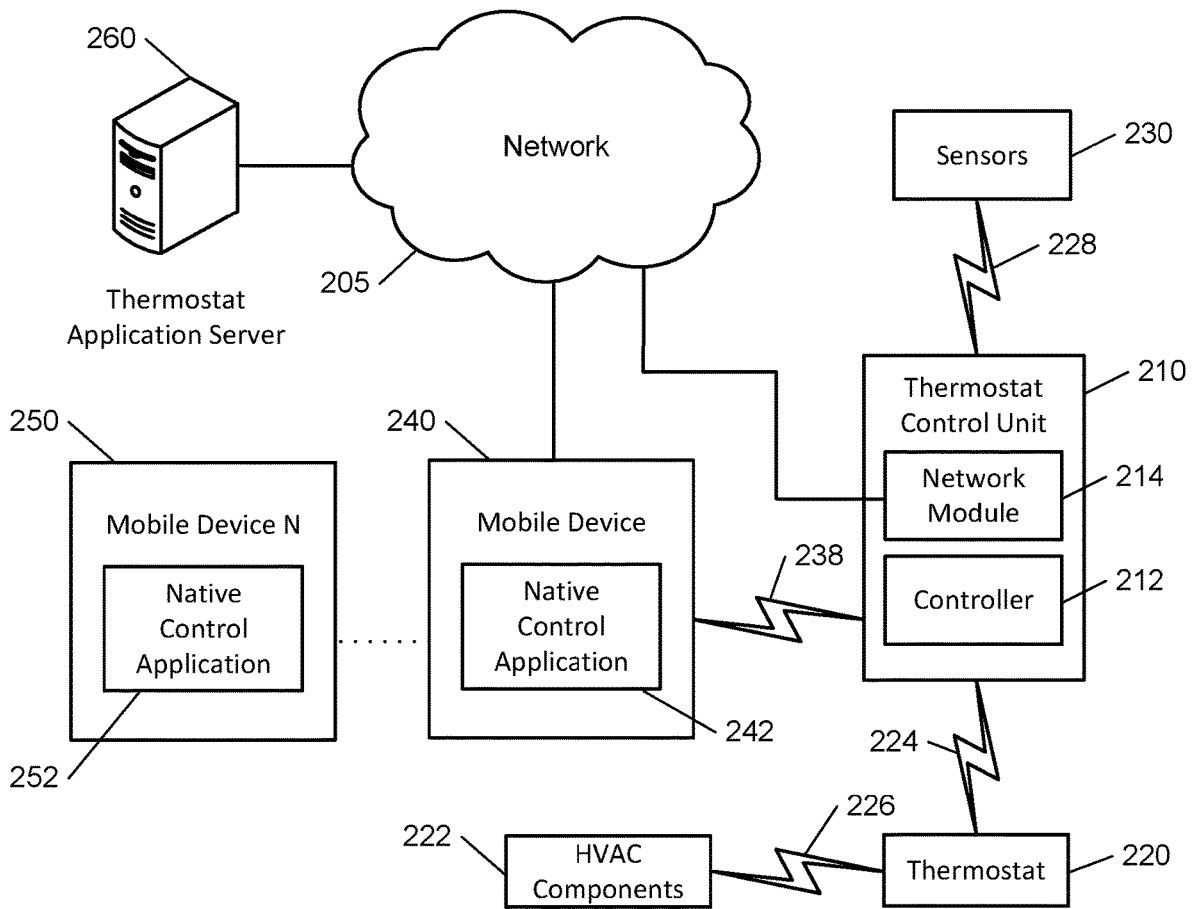 260
Network
Sensors
230
228
205
Thermostat
Application Server
Thermostat
Control Unit
210
250
240
Network
Module
214
Mobile Device N
Mobile Device
238
Controller
212
Native
Control
Application
Native
Control
Application
252
242
224
226
222
HVAC
Components
Thermostat
220